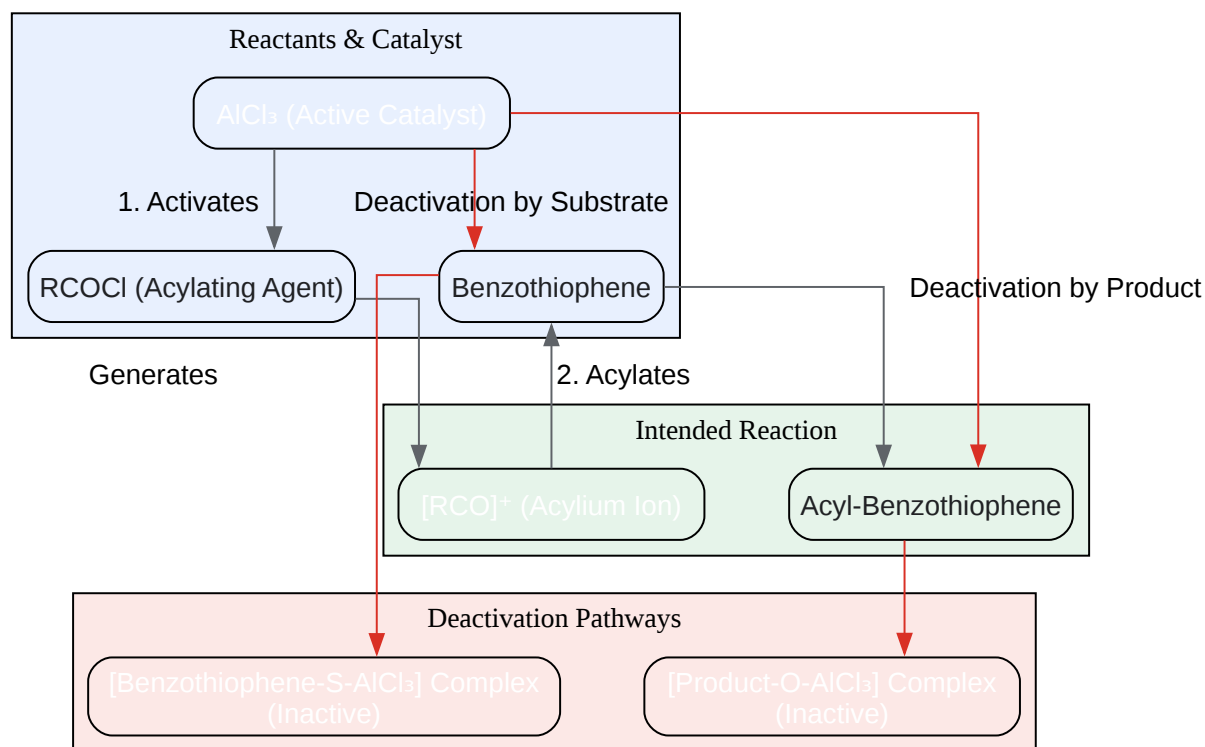 Reactants & Catalyst
AlCl₃ (Active Catalyst)
1. Activates
Deactivation by Substrate
RCOCl (Acylating Agent)
Benzothiophene
Deactivation by Product
Generates
2. Acylates
Intended Reaction
[RCO]⁺ (Acylium Ion)
Acyl-Benzothiophene
Deactivation Pathways
[Benzothiophene-S-AlCl₃] Complex
(Inactive)
[Product-O-AlCl₃] Complex
(Inactive)